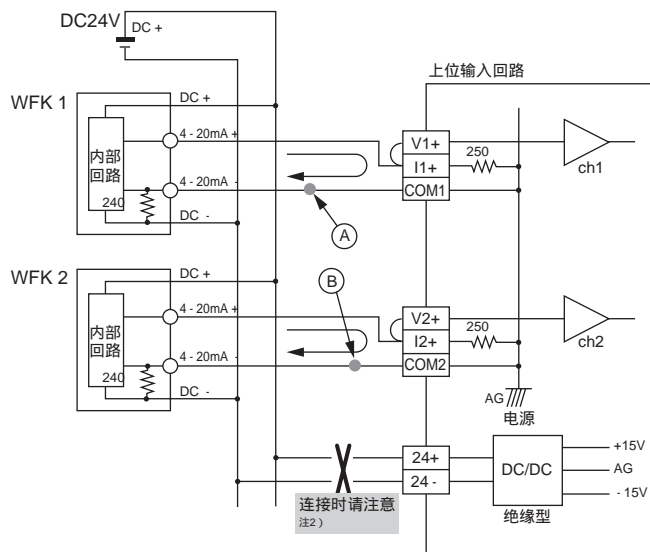 DC24V
DC +
上位输入回路
WFK 1
DC +
4 - 20mA +
V1+
250
ch1
内部
回路
I1+
4 - 20mA -
COM1
240
DC -
A
WFK 2
DC +
B
4 - 20mA +
V2+
250
ch2
内部
回路
I2+
4 - 20mA -
COM2
240
DC -
AG
电源
24+
+15V
DC/DC
AG
24 -
- 15V
连接时请注意
注2）
绝缘型